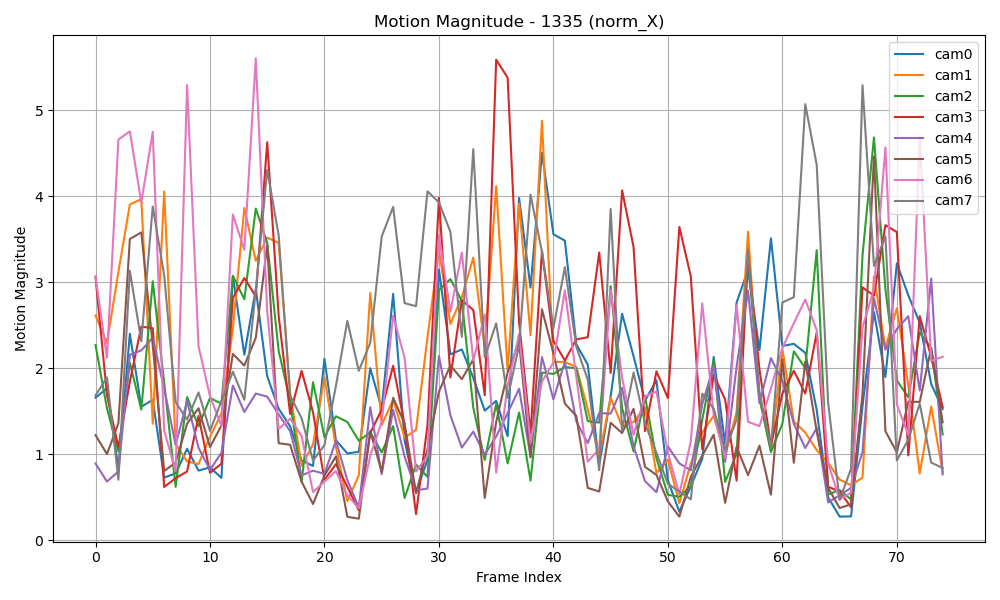 Motion Magnitude - 1335 (norm_X)
Motion Magnitude
5
4
3
2
1
0
0 10 20 30 40 50 60 70
Frame Index
cam0
cam1
cam2
cam3
cam4
cam5
cam6
cam7